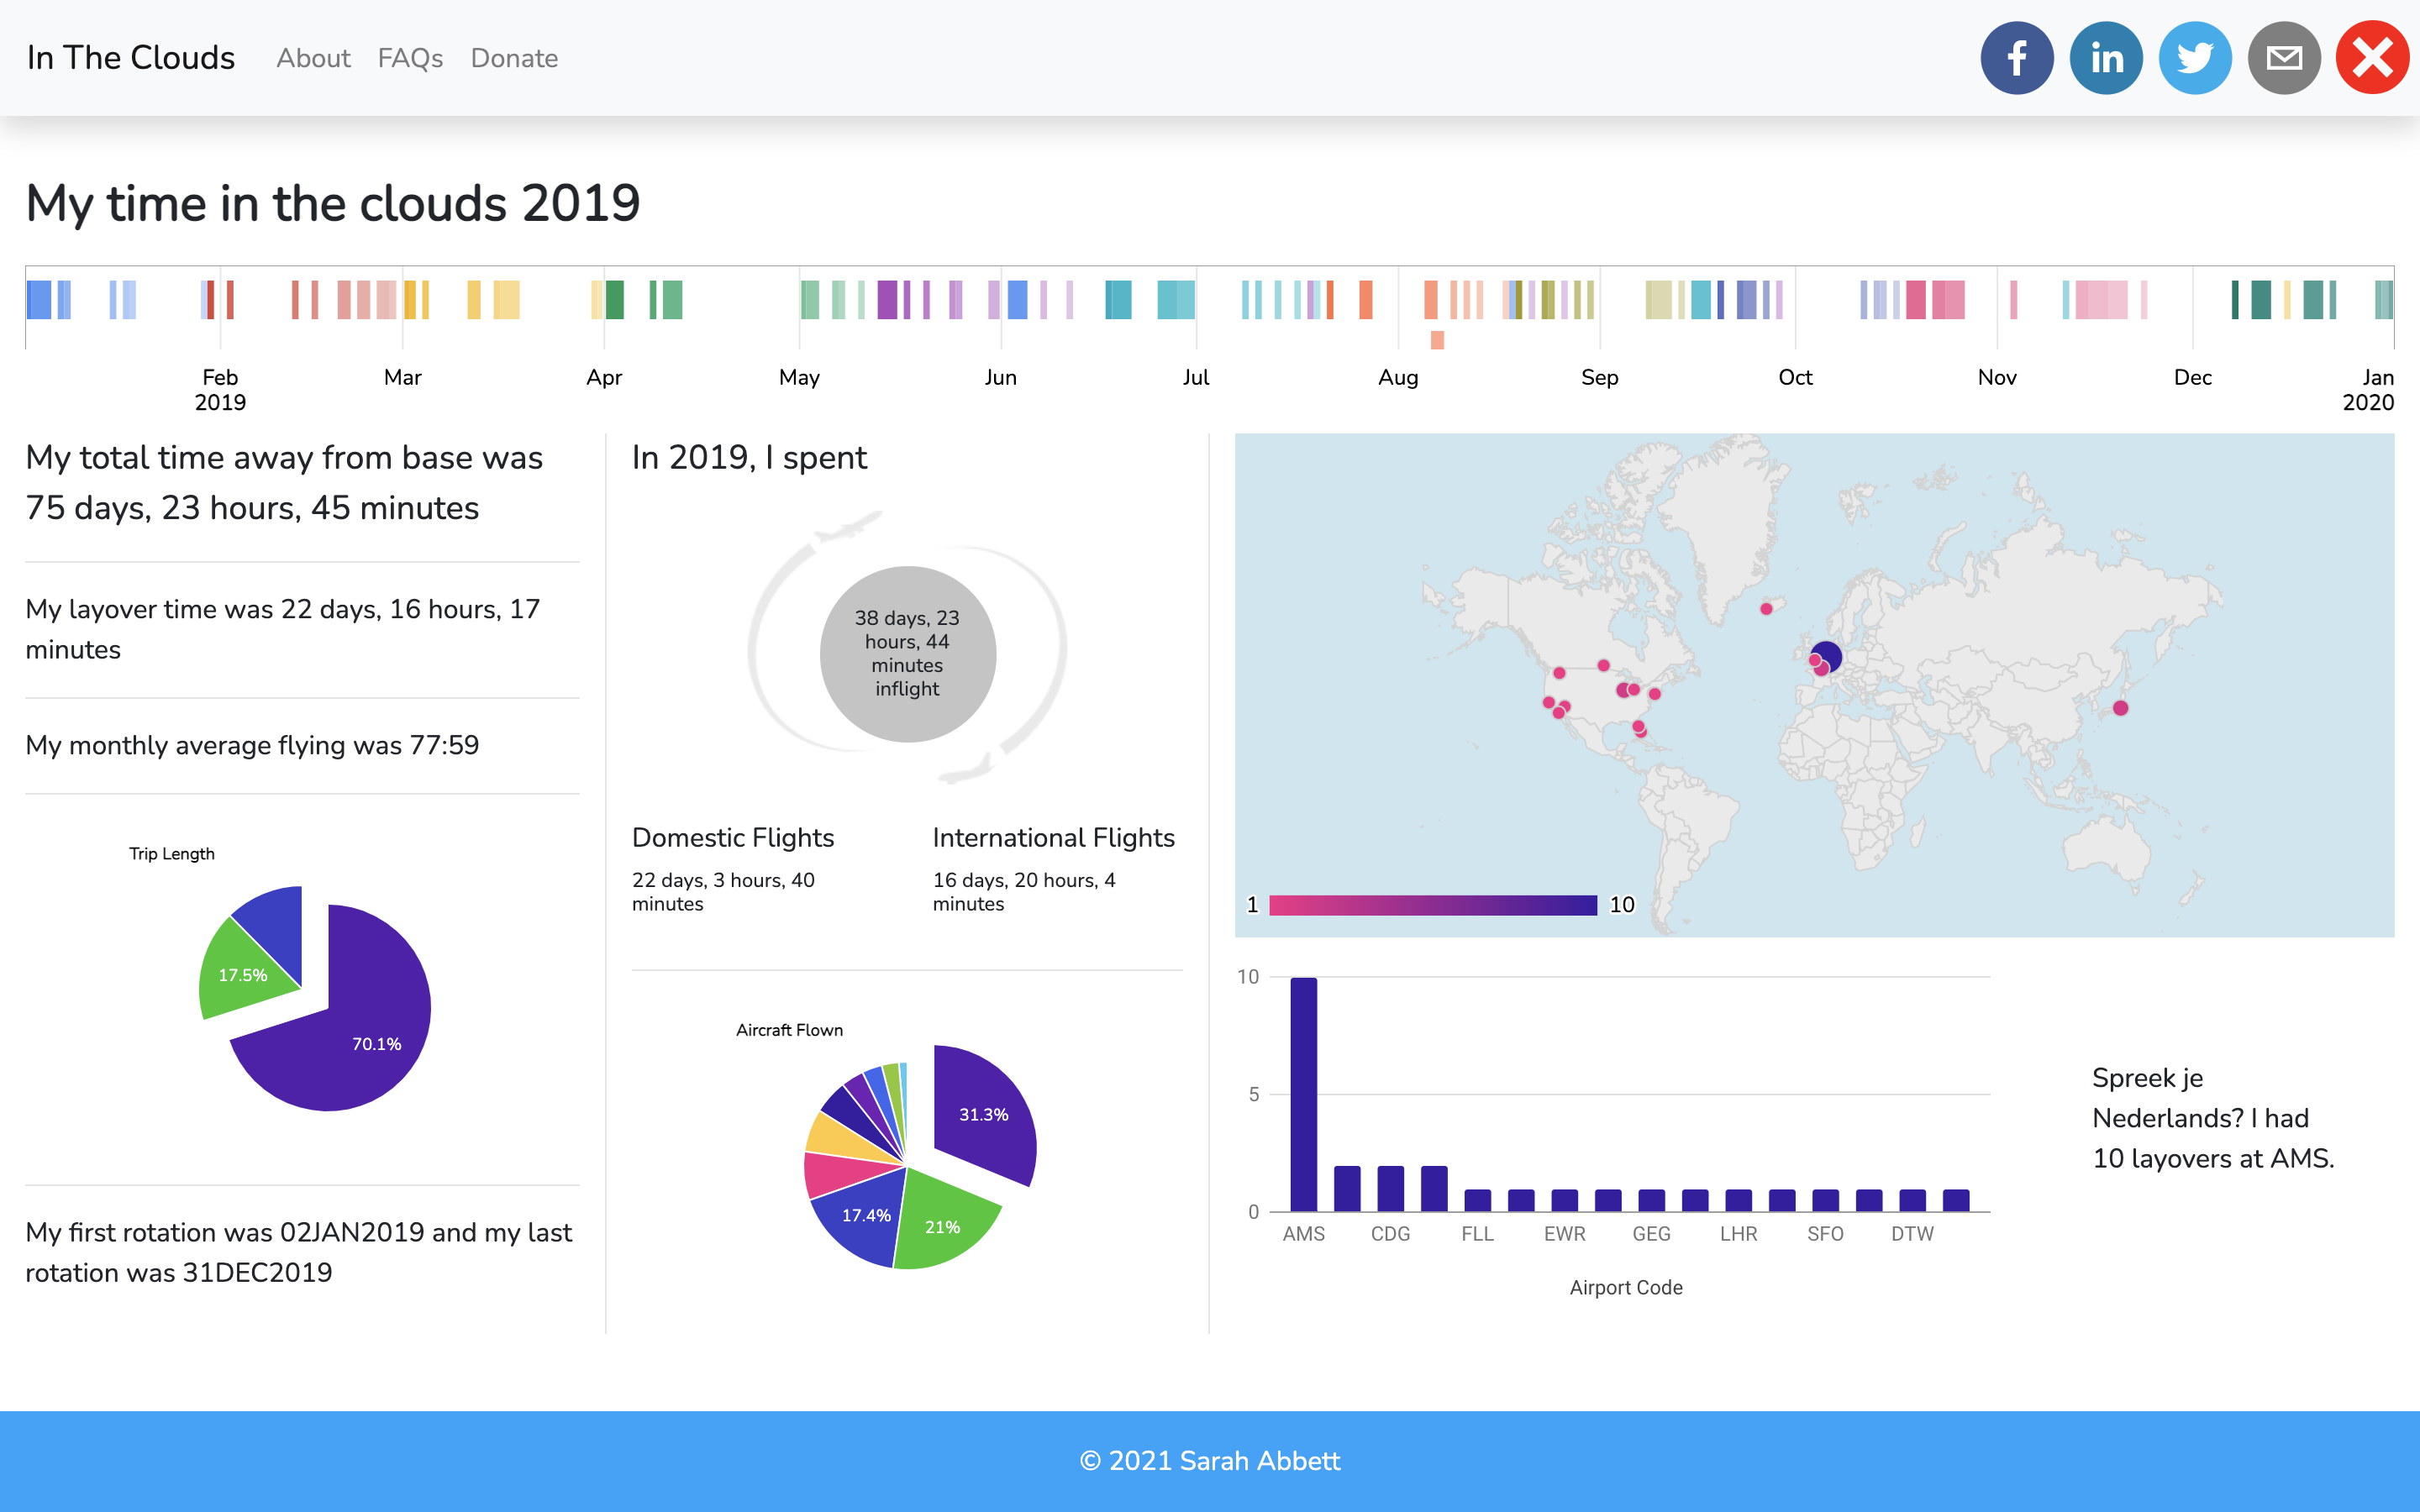 In The Clouds About FAQs Donate
My time in the clouds 2019
Feb Mar Apr May Jun Jul Aug Sep Oct Nov Dec Jan
2019 2020
My total time away from base was
75 days, 23 hours, 45 minutes
My layover time was 22 days, 16 hours, 17
minutes
My monthly average flying was 77:59
Trip Length
17.5%
70.1%
My first rotation was 02JAN2019 and my last
rotation was 31DEC2019
In 2019, I spent
38 days, 23
hours, 44
minutes
inflight
Domestic Flights
22 days, 3 hours, 40
minutes
International Flights
16 days, 20 hours, 4
minutes
Aircraft Flown
31.3%
17.4%
21%
1 10
10
5
0
AMS CDG FLL EWR GEG LHR SFO DTW
Airport Code
Spreek je
Nederlands? I had
10 layovers at AMS.
© 2021 Sarah Abbett